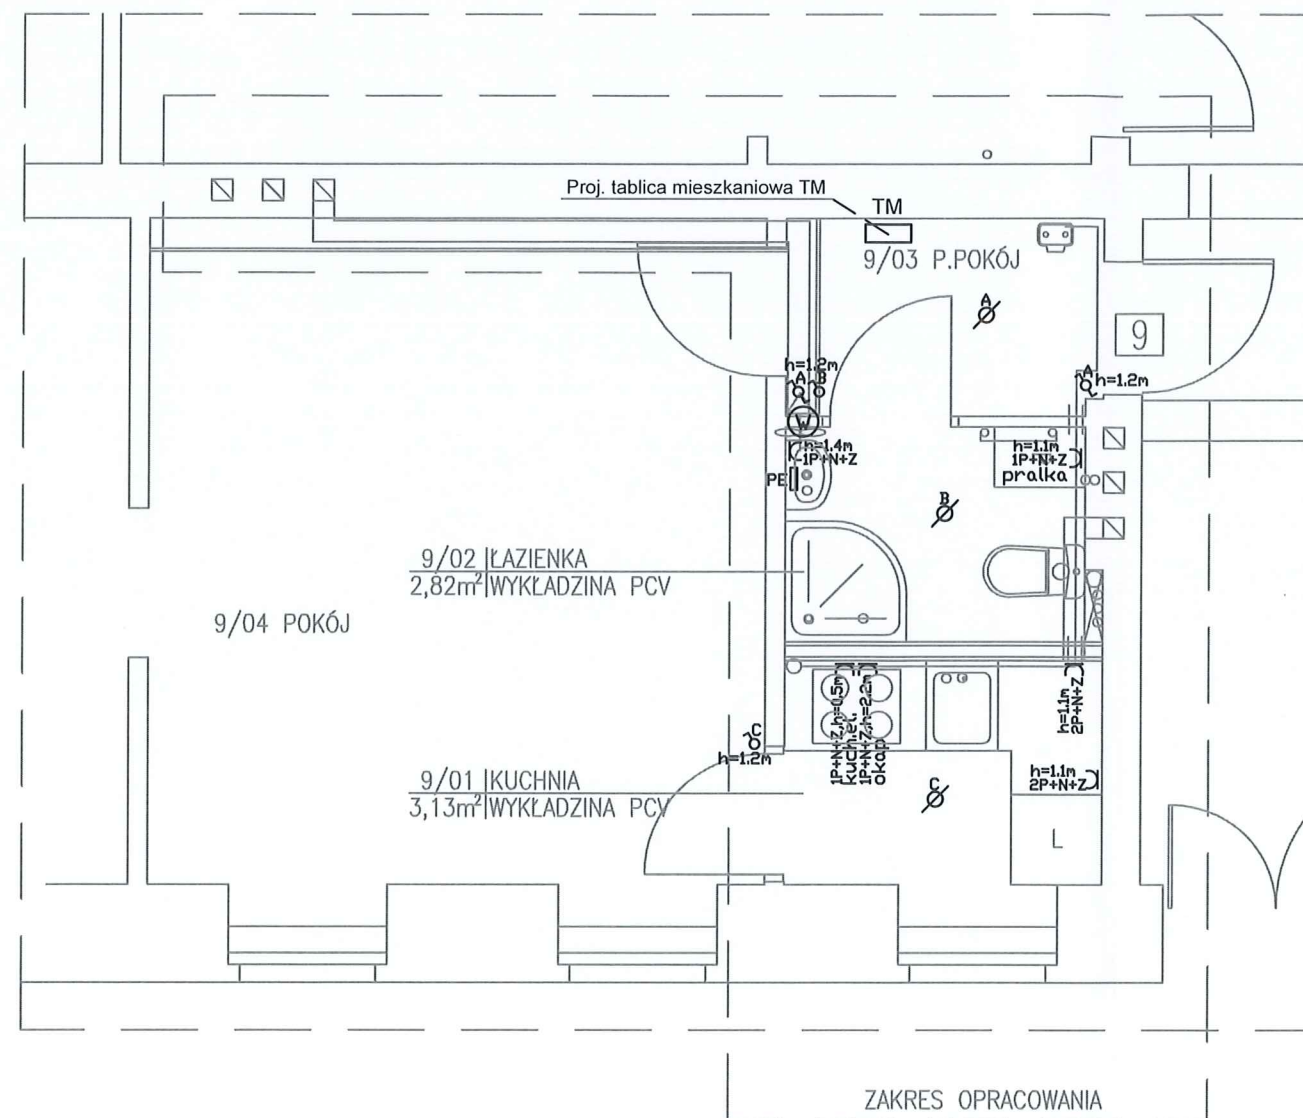 Proj. tablica mieszkaniowa TM
TM
9/03 P.POKÓJ
A
9
h=1.2m
A B
A
h=1.2m
W
h=1.4m
1P+N+Z
PE
h=1.1m
1P+N+Z
pralka
B
9/02 ŁAZIENKA
2,82m² WYKŁADZINA PCV
9/04 POKÓJ
1P+N+Z,h=0.5m
kuch.el.
1P+N+Z,h=2.2m
okap
h=1.1m
2P+N+Z
C
h=1.2m
h=1.1m
2P+N+Z
9/01 KUCHNIA
3,13m² WYKŁADZINA PCV
C
L
ZAKRES OPRACOWANIA